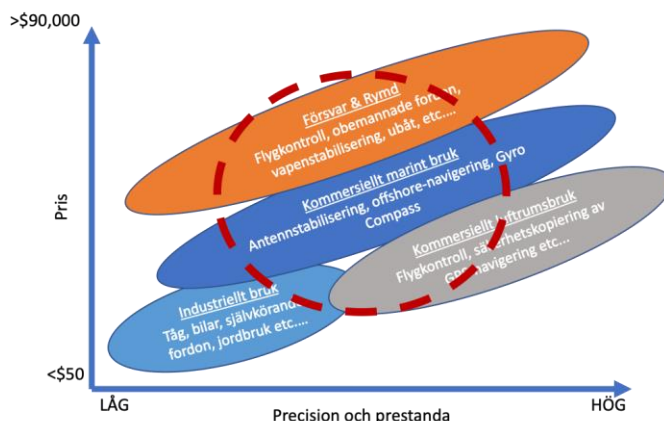 >$90,000
Försvar & Rymd
Flygkontroll, obemannade fordon,
vapenstabilisering, ubåt, etc....
Kommersiellt marint bruk
Antennstabilisering, offshore-navigering, Gyro
Compass
Kommersiellt luftrumsbruk
Flygkontroll, säkerhetskopiering av
GPS-navigering etc...
Industriellt bruk
Tåg, bilar, självkörande
fordon, jordbruk etc....
Pris
<$50
LÅG
Precision och prestanda
HÖG